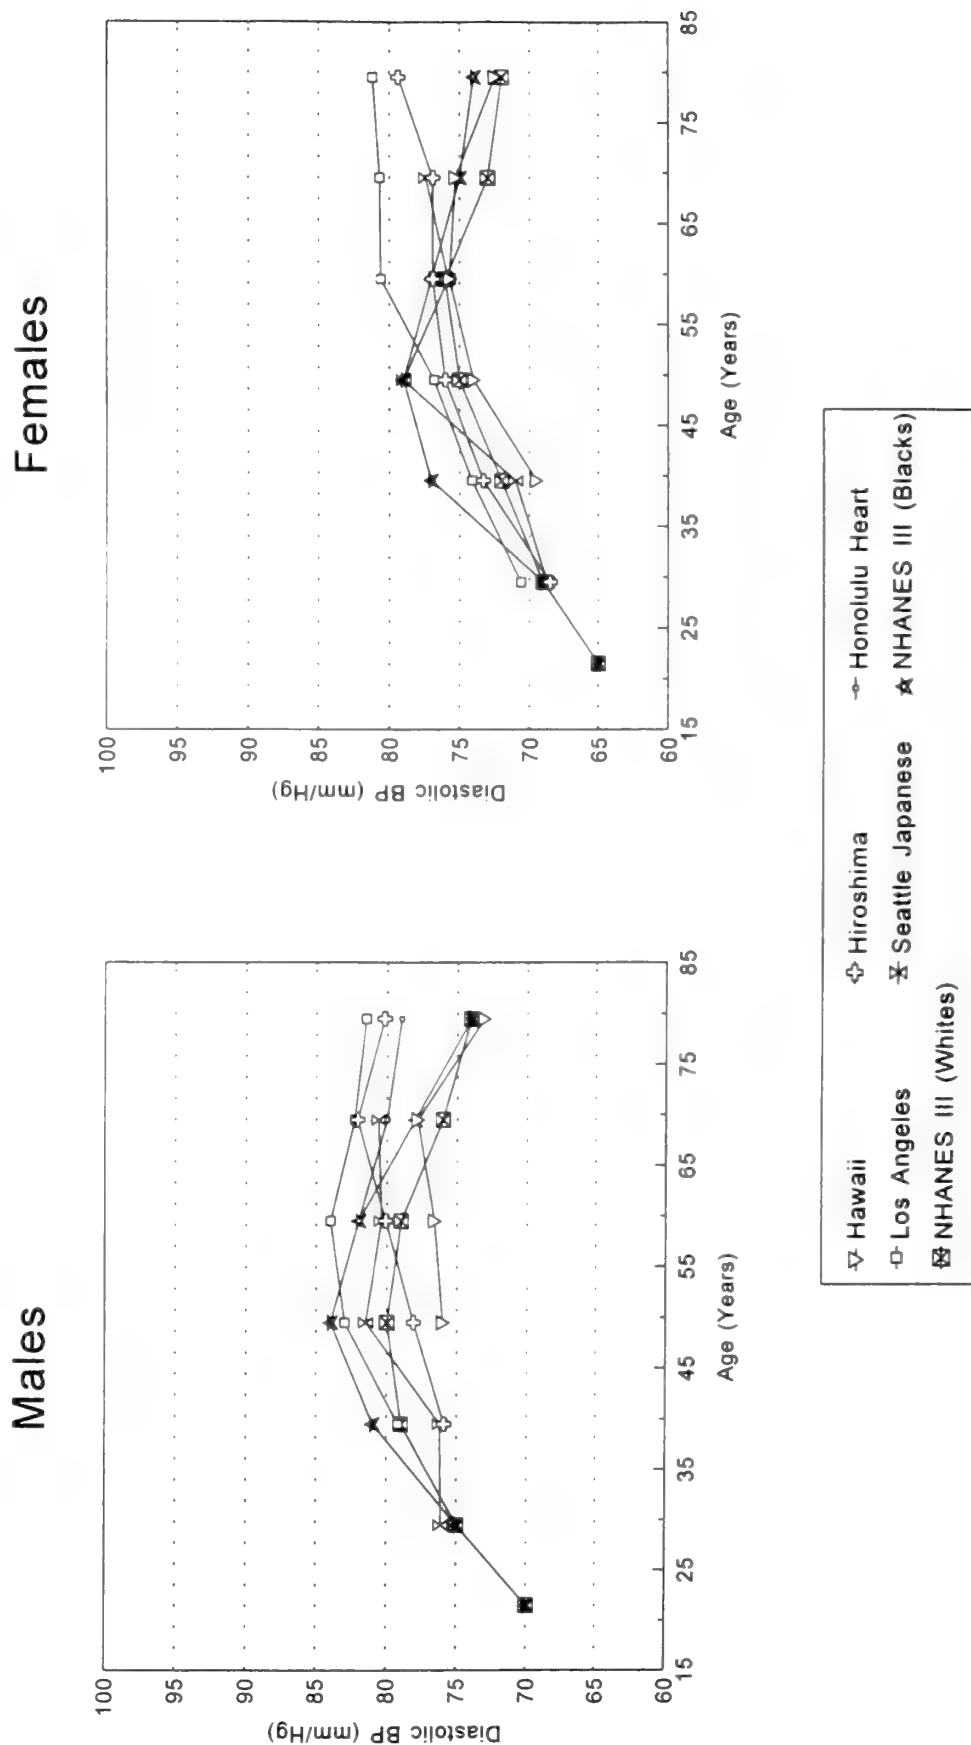 Males
Females
Diastolic BP (mm/Hg)
100
95
90
85
80
75
70
65
60
15
25
35
45
55
65
75
85
Age (Years)
Diastolic BP (mm/Hg)
100
95
90
85
80
75
70
65
60
15
25
35
45
55
65
75
85
Age (Years)
Hawaii
Hiroshima
Honolulu Heart
Los Angeles
Seattle Japanese
NHANES III (Blacks)
NHANES III (Whites)